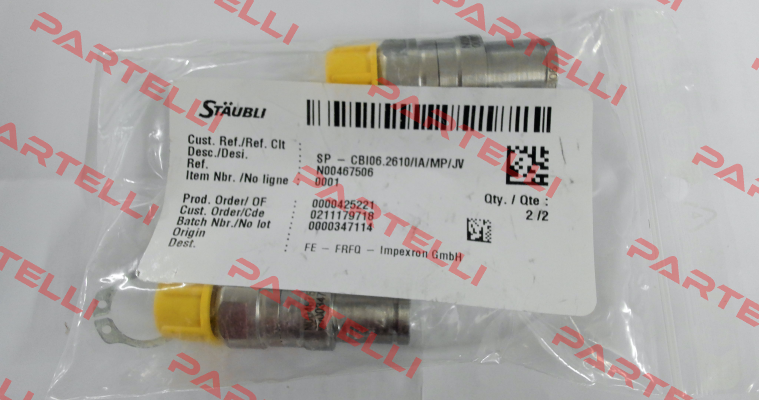 STÄUBLI
Cust. Ref./Ref. Clt :
Desc./Desi. : SP - CBI06.2610/IA/MP/JV
Ref. : N00467506
Item Nbr. /No ligne : 0001
Qty. / Qte :
2 /2
Prod. Order/ OF : 0000425221
Cust. Order/Cde : 0211179718
Batch Nbr./No lot : 0000347114
Origin :
Dest. : FE - FRFQ - Impexron GmbH
PARTELLI
PARTELLI
PARTELLI
PARTELLI
PARTELLI
PARTELLI
PARTELLI
PARTELLI